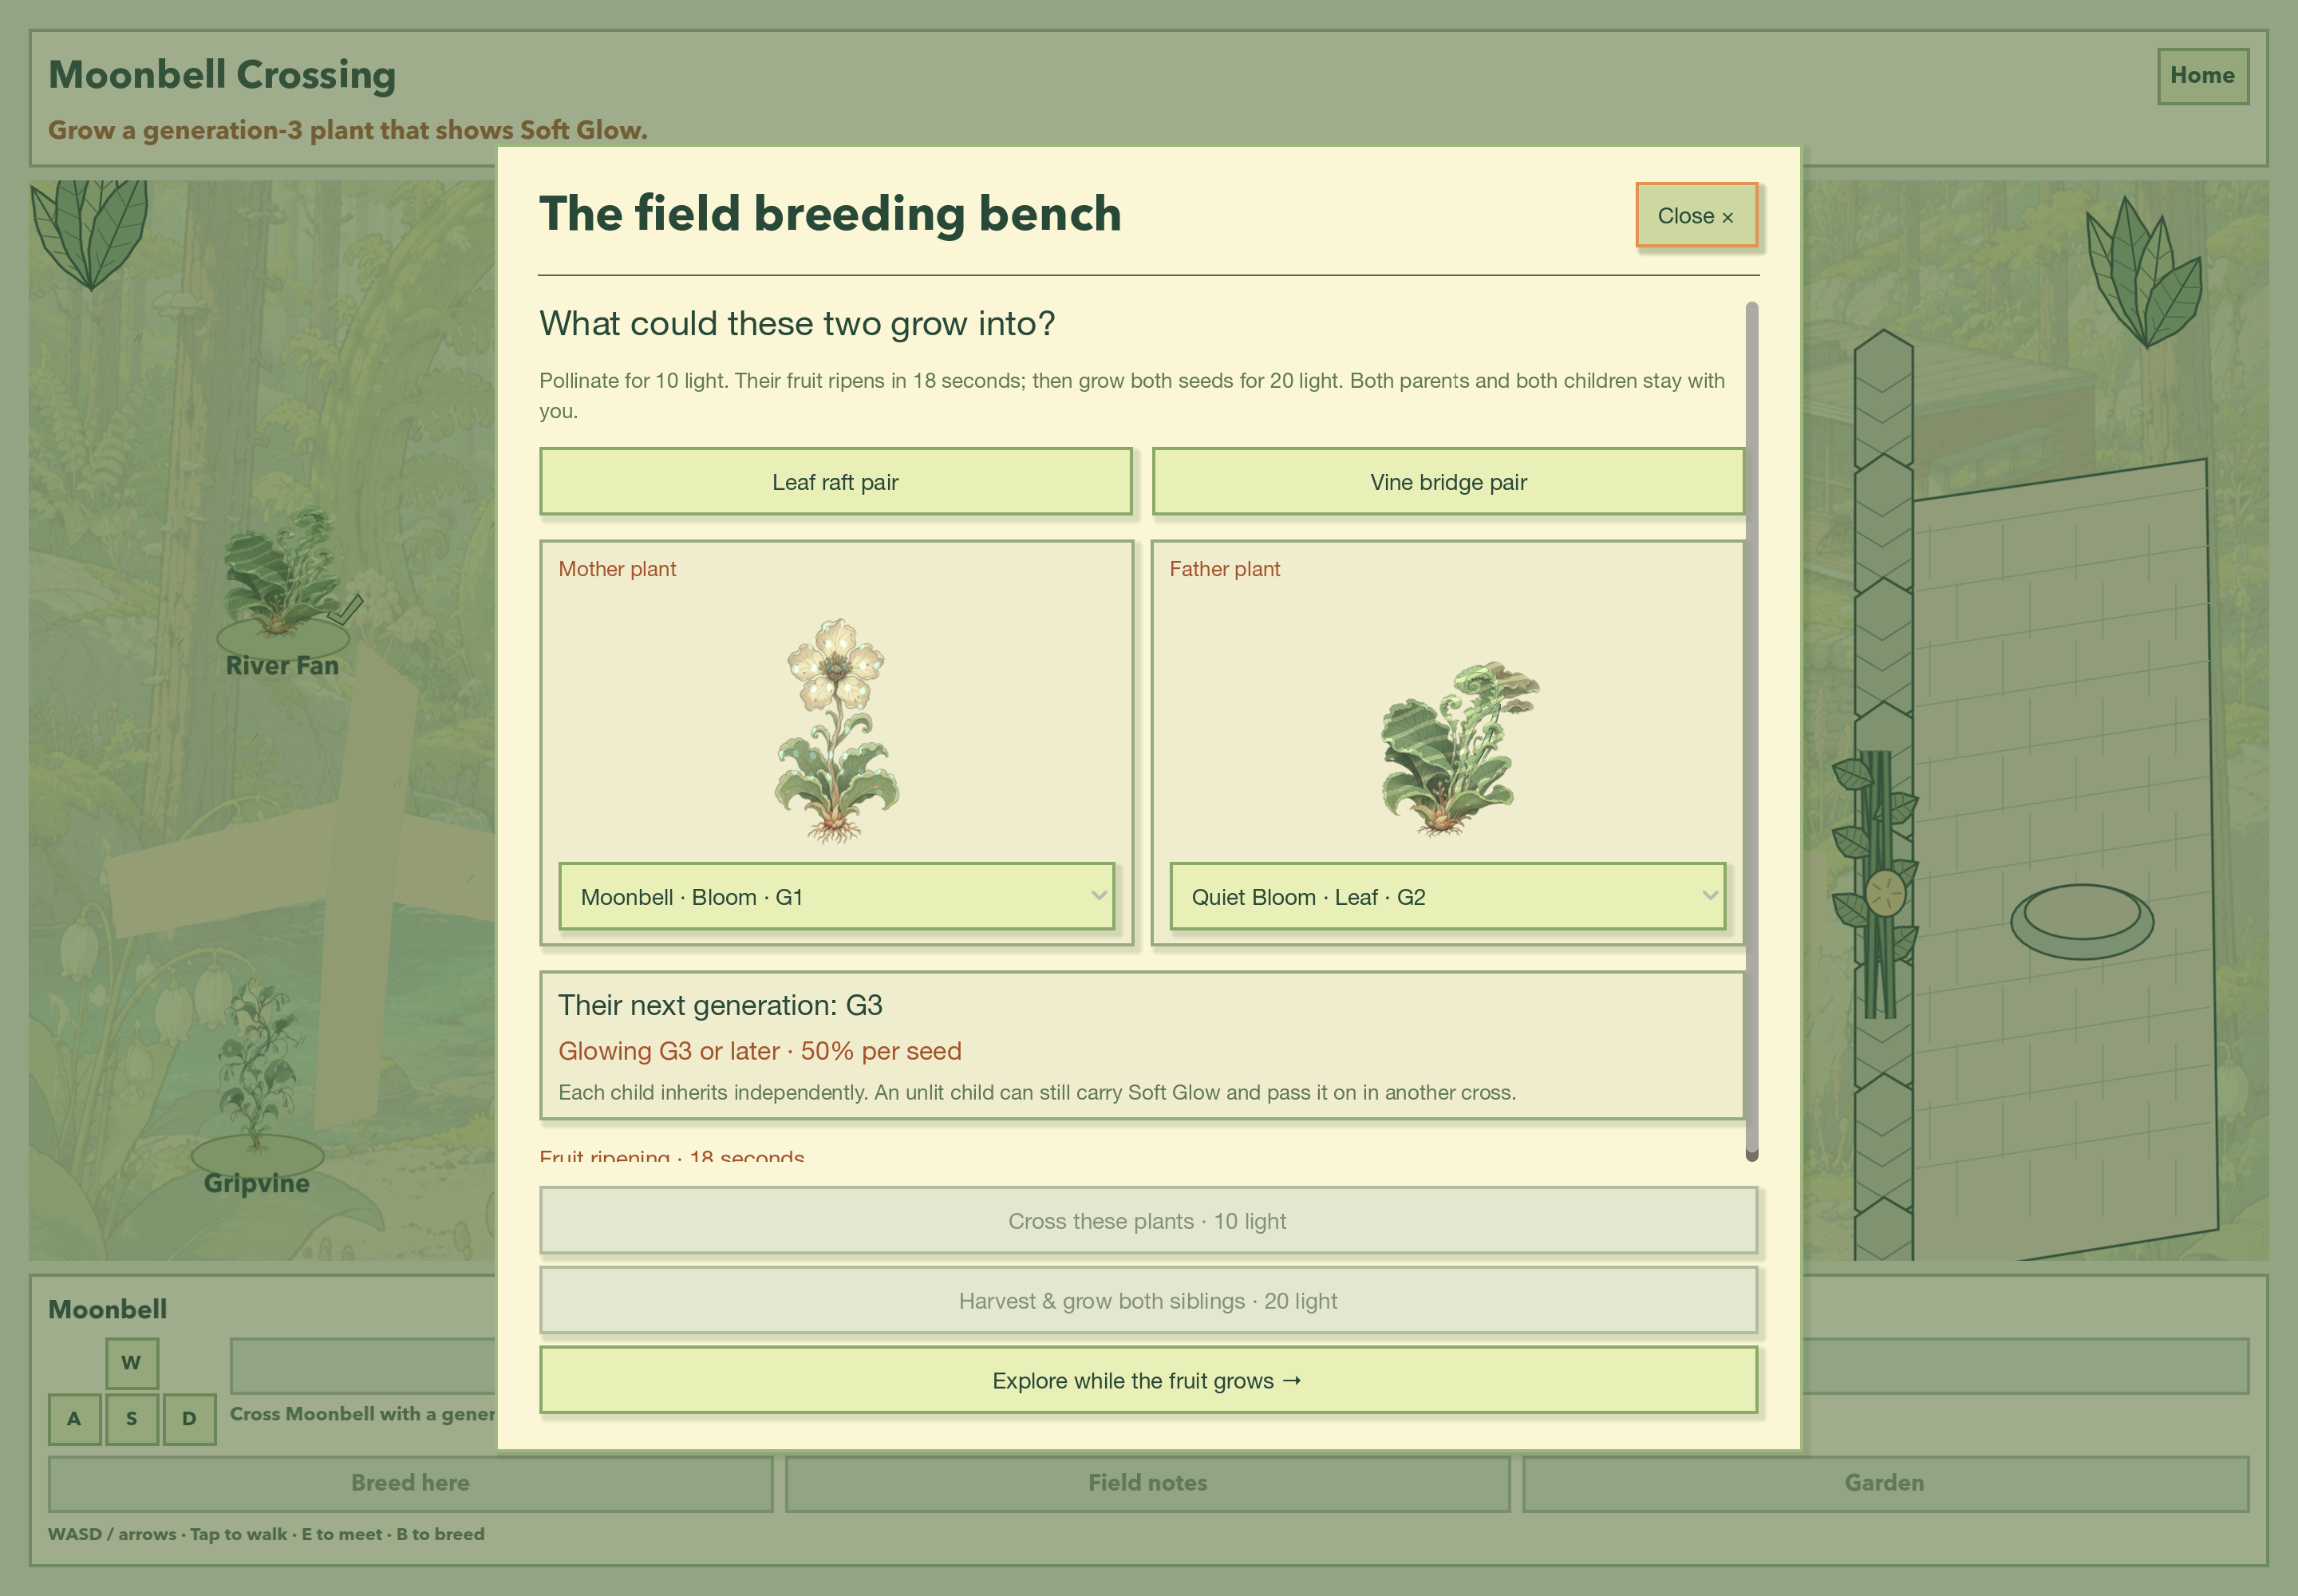 Moonbell Crossing
Home
Grow a generation-3 plant that shows Soft Glow.
The field breeding bench
Close ×
What could these two grow into?
Pollinate for 10 light. Their fruit ripens in 18 seconds; then grow both seeds for 20 light. Both parents and both children stay with
you.
Leaf raft pair
Vine bridge pair
Mother plant
Father plant
Moonbell · Bloom · G1
Quiet Bloom · Leaf · G2
Their next generation: G3
Glowing G3 or later · 50% per seed
Each child inherits independently. An unlit child can still carry Soft Glow and pass it on in another cross.
Fruit ripening · 18 seconds
Cross these plants · 10 light
Harvest & grow both siblings · 20 light
Explore while the fruit grows →
River Fan
Gripvine
Moonbell
W
A
S
D
Cross Moonbell with a gener
Breed here
Field notes
Garden
WASD / arrows · Tap to walk · E to meet · B to breed